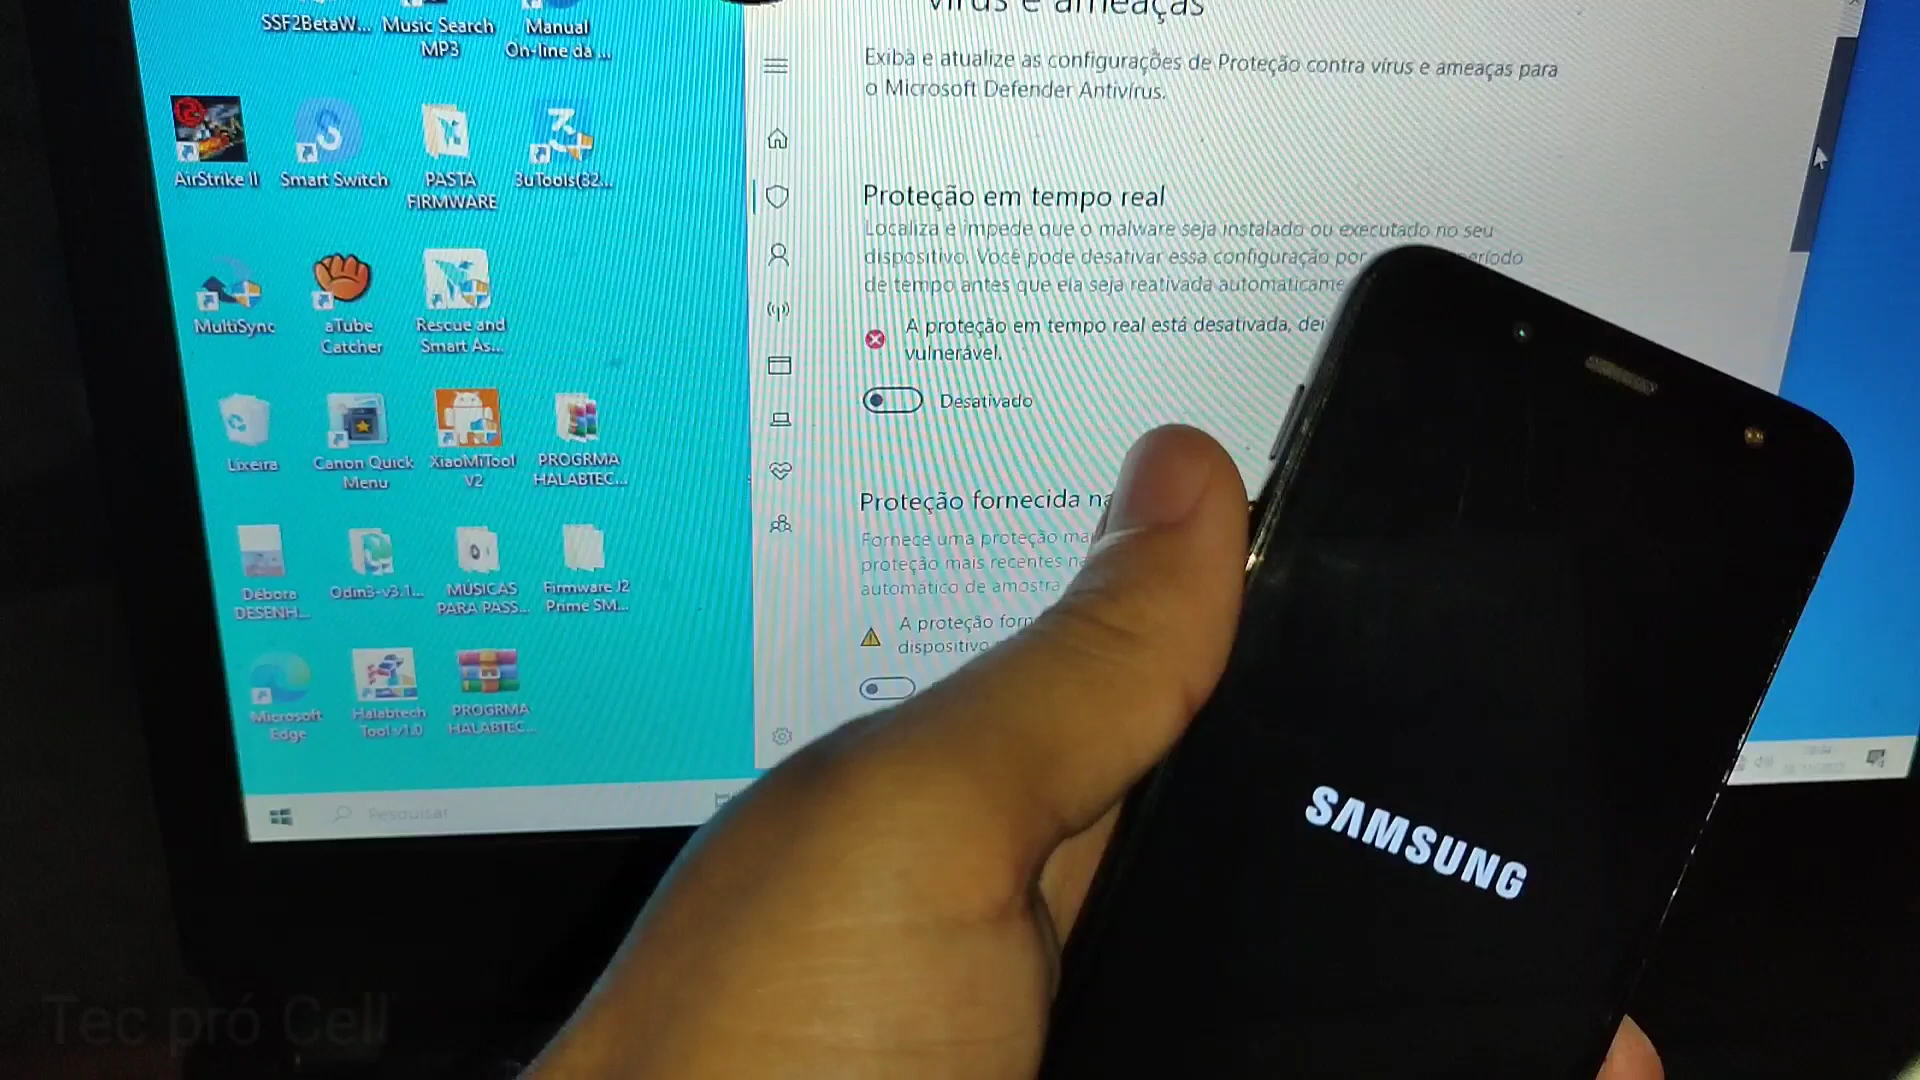 SSF2BetaW...
Music Search
MP3
Manual
On-line da ...
AirStrike II
Smart Switch
PASTA
FIRMWARE
3uTools(32...
MultiSync
aTube
Catcher
Rescue and
Smart As...
Lixeira
Canon Quick
Menu
XiaoMiTool
V2
PROGRMA
HALABTEC...
Débora
DESENH...
Odin3-v3.1...
MÚSICAS
PARA PASS...
Firmware J2
Prime SM...
Microsoft
Edge
Halabtech
Tool v1.0
PROGRMA
HALABTEC...
Pesquisar
vírus e ameaças
Exiba e atualize as configurações de Proteção contra vírus e ameaças para
o Microsoft Defender Antivírus.
Proteção em tempo real
Localiza e impede que o malware seja instalado ou executado no seu
dispositivo. Você pode desativar essa configuração por
de tempo antes que ela seja reativada
A proteção em tempo real está desativada,
vulnerável.
Desativado
Proteção fornecida
Fornece uma proteção
proteção mais recentes
automático de amostra
A proteção
dispositivo
SAMSUNG
Tec pró Cell